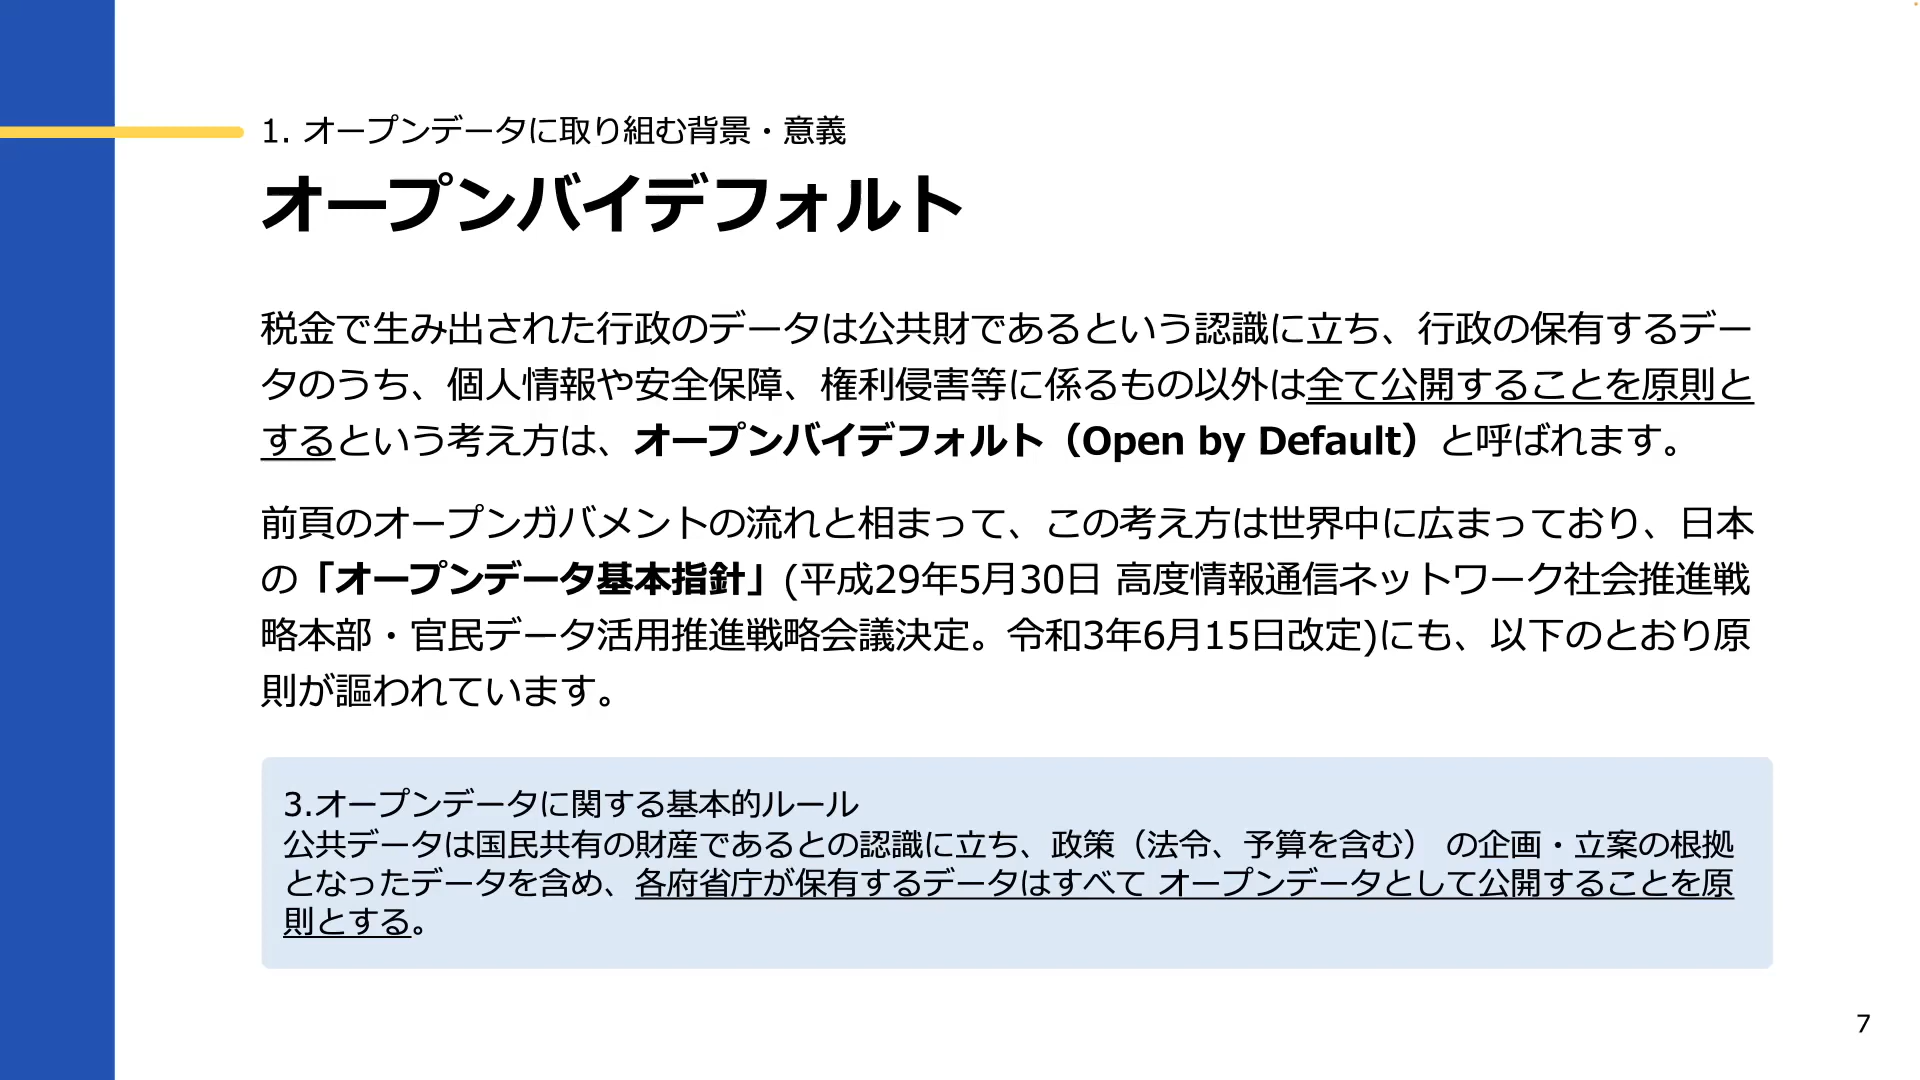 1. オープンデータに取り組む背景・意義
オープンバイデフォルト
税金で生み出された行政のデータは公共財であるという認識に立ち、行政の保有するデー
タのうち、個人情報や安全保障、権利侵害等に係るもの以外は全て公開することを原則と
するという考え方は、オープンバイデフォルト（Open by Default）と呼ばれます。
前頁のオープンガバメントの流れと相まって、この考え方は世界中に広まっており、日本
の「オープンデータ基本指針」(平成29年5月30日 高度情報通信ネットワーク社会推進戦
略本部・官民データ活用推進戦略会議決定。令和3年6月15日改定)にも、以下のとおり原
則が謳われています。
3.オープンデータに関する基本的ルール
公共データは国民共有の財産であるとの認識に立ち、政策（法令、予算を含む） の企画・立案の根拠
となったデータを含め、各府省庁が保有するデータはすべて オープンデータとして公開することを原
則とする。
7